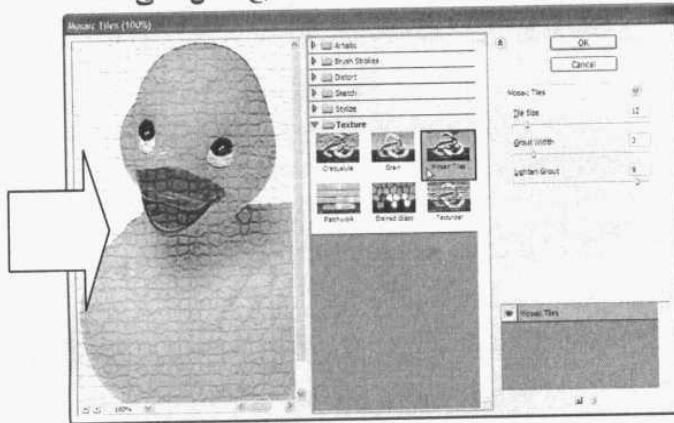 Mosaic Tiles (100%)
Artistic
Brush Strokes
Distort
Sketch
Stylize
Texture
Craquelure
Grain
Mosaic Tiles
Patchwork
Stained Glass
Texturizer
100%
OK
Cancel
Mosaic Tiles
Tile Size
12
Grout Width
3
Lighten Grout
9
Mosaic Tiles